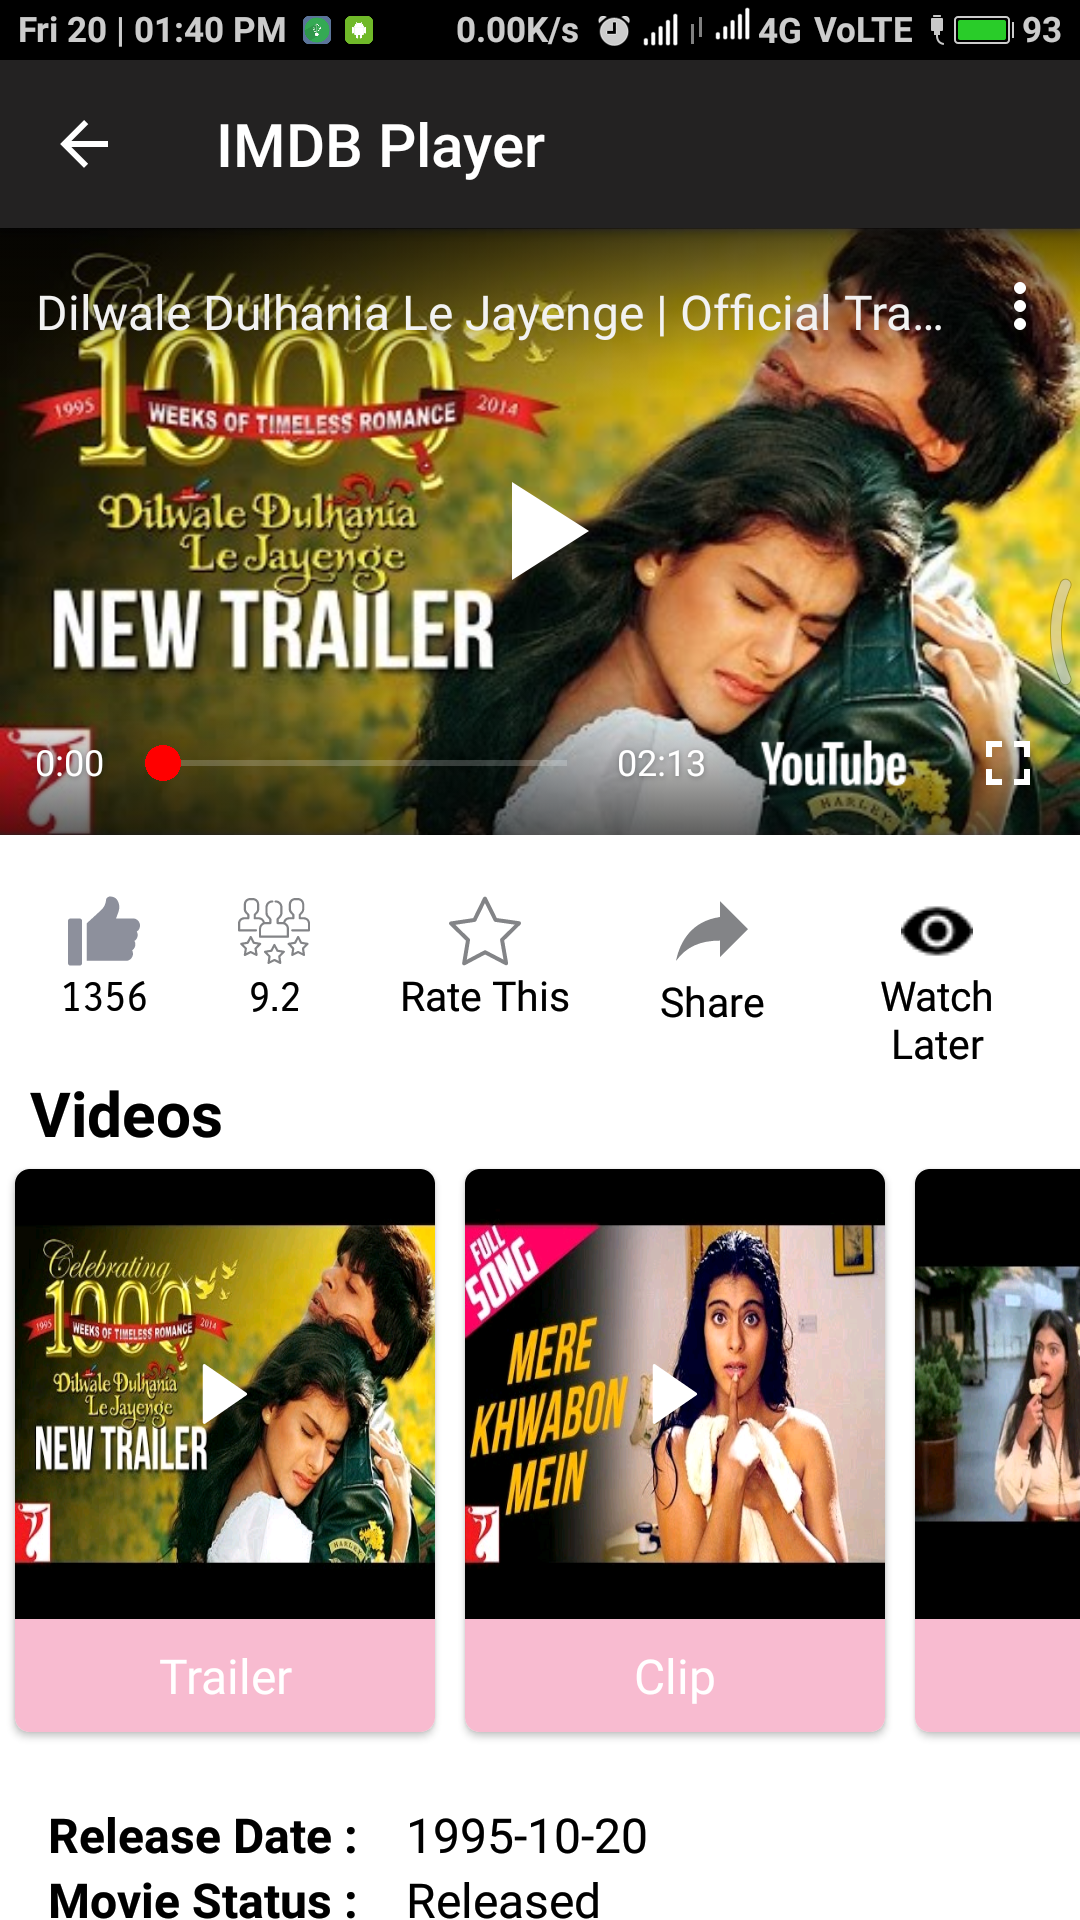 Fri 20 | 01:40 PM 0.00K/s 4G VoLTE 93
IMDB Player
Celebrating
Dilwale Dulhania Le Jayenge | Official Tra...
1000
1995 WEEKS OF TIMELESS ROMANCE 2014
Dilwale Dulhania
Le Jayenge
NEW TRAILER
0:00 02:13 YouTube
HARLEY
1356 9.2 Rate This Share Watch
Later
Videos
Celebrating
1000
1995 WEEKS OF TIMELESS ROMANCE 2014
Dilwale Dulhania
Le Jayenge
NEW TRAILER
HARLEY
FULL
SONG
MERE
KHWABON
MEIN
Trailer Clip
Release Date : 1995-10-20
Movie Status : Released